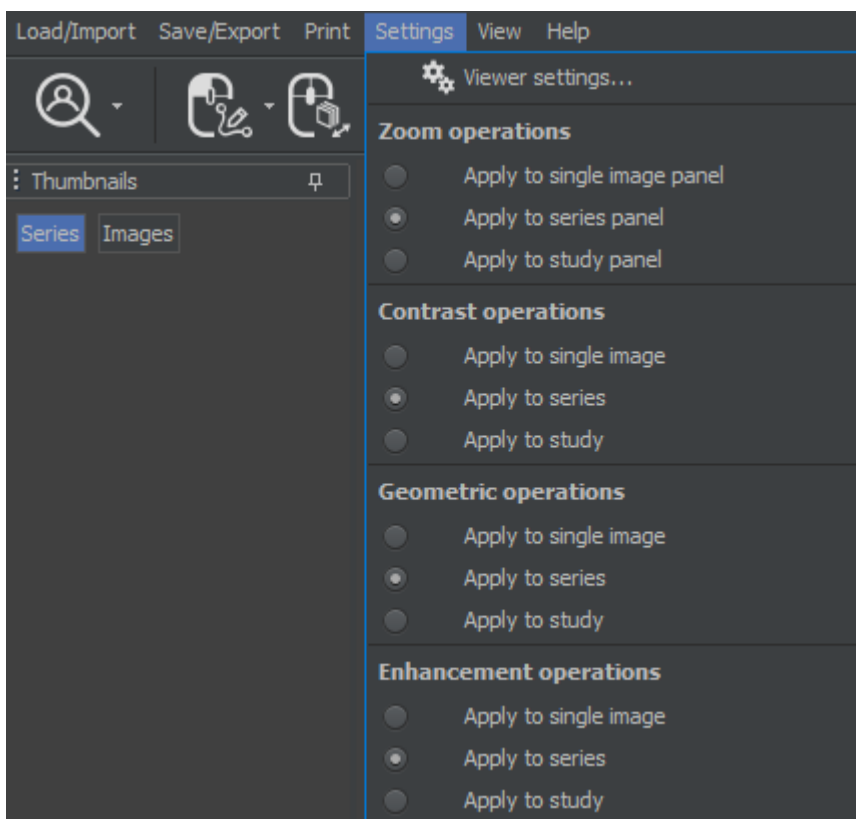 Load/Import Save/Export Print Settings View Help
Viewer settings...
Thumbnails
Series Images
Zoom operations
Apply to single image panel
Apply to series panel
Apply to study panel
Contrast operations
Apply to single image
Apply to series
Apply to study
Geometric operations
Apply to single image
Apply to series
Apply to study
Enhancement operations
Apply to single image
Apply to series
Apply to study